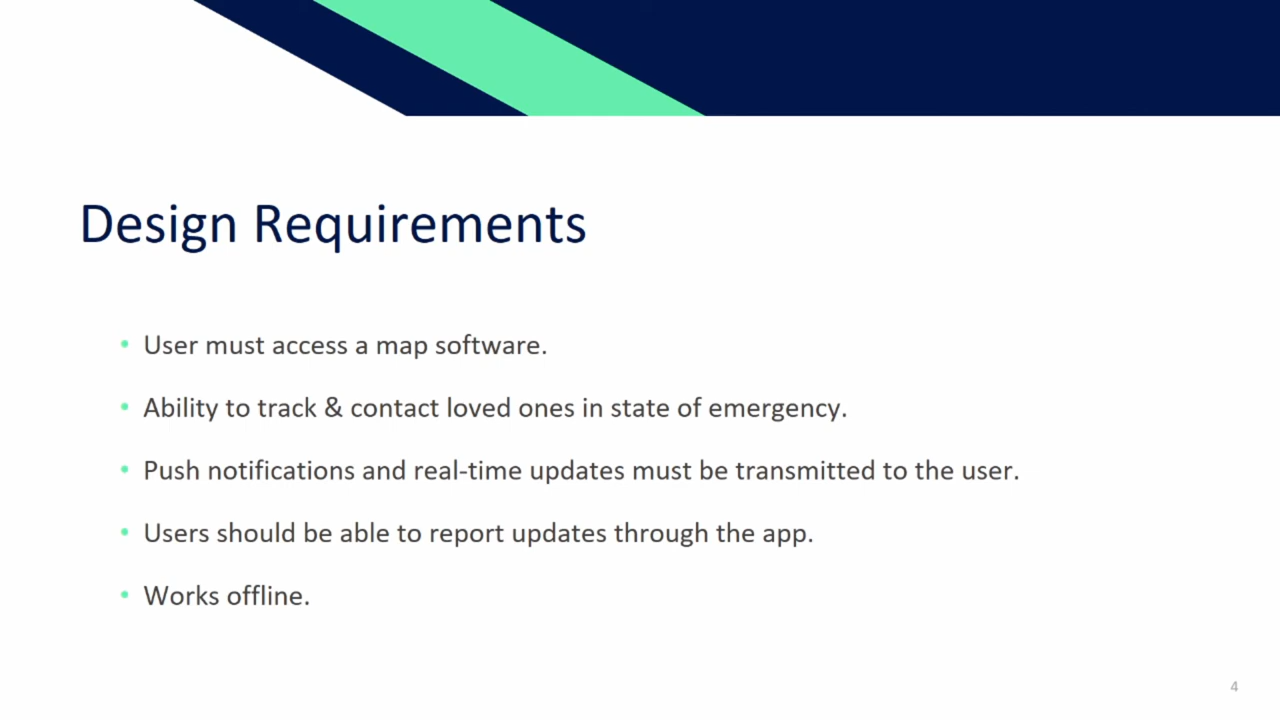 Design Requirements
• User must access a map software.
• Ability to track & contact loved ones in state of emergency.
• Push notifications and real-time updates must be transmitted to the user.
• Users should be able to report updates through the app.
• Works offline.
4